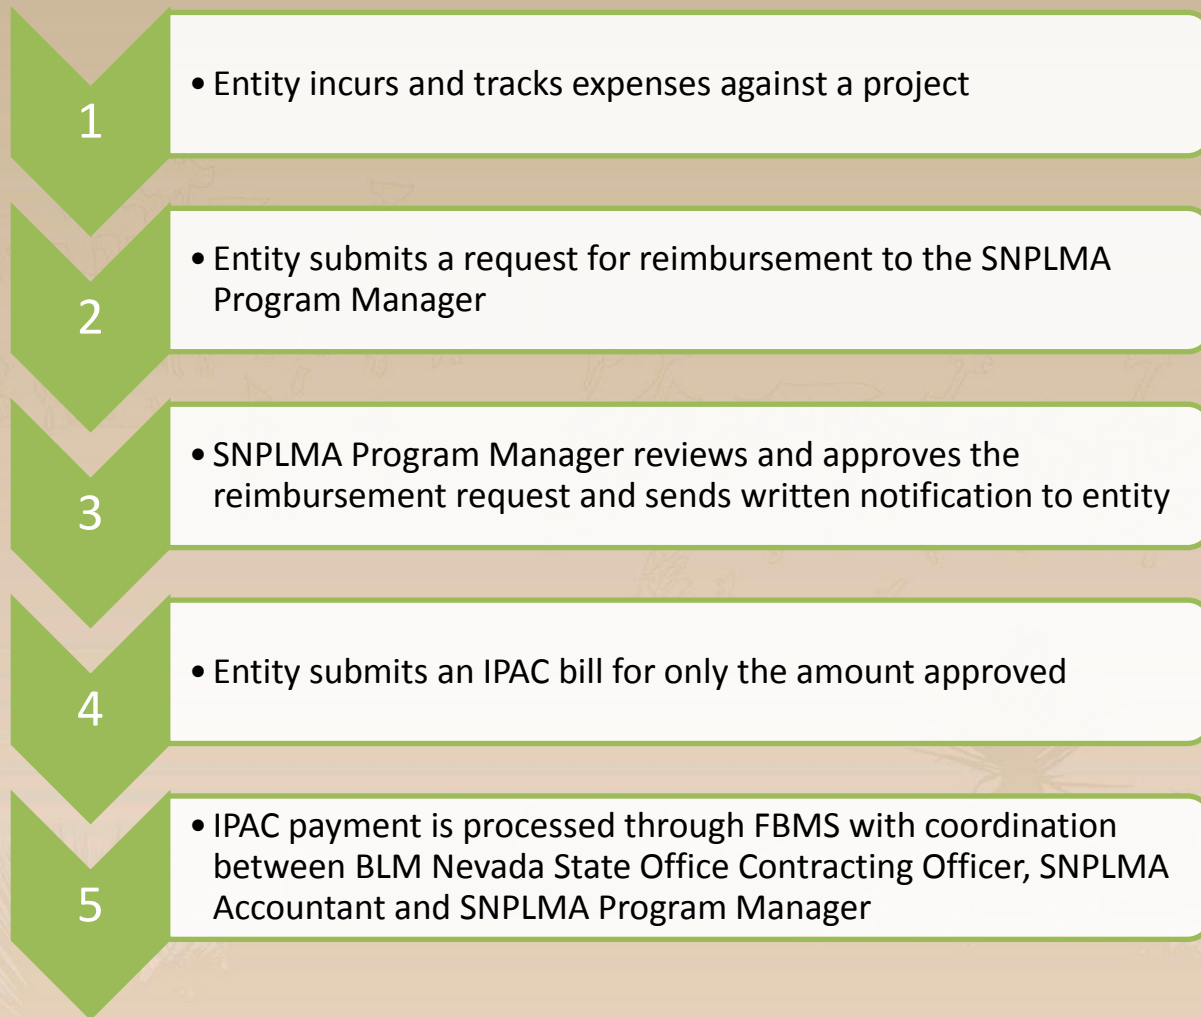 1
• Entity incurs and tracks expenses against a project
2
• Entity submits a request for reimbursement to the SNPLMA
Program Manager
3
• SNPLMA Program Manager reviews and approves the
reimbursement request and sends written notification to entity
4
• Entity submits an IPAC bill for only the amount approved
5
• IPAC payment is processed through FBMS with coordination
between BLM Nevada State Office Contracting Officer, SNPLMA
Accountant and SNPLMA Program Manager